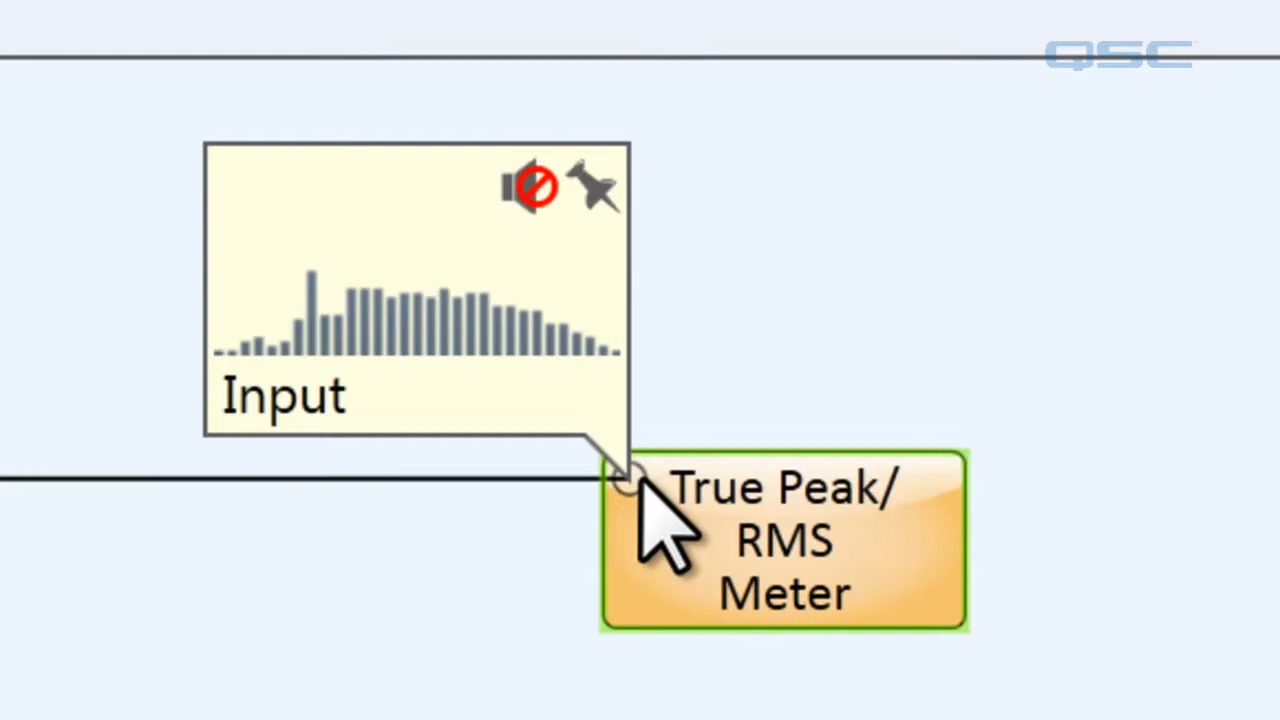 QSC
Input
True Peak/
RMS
Meter